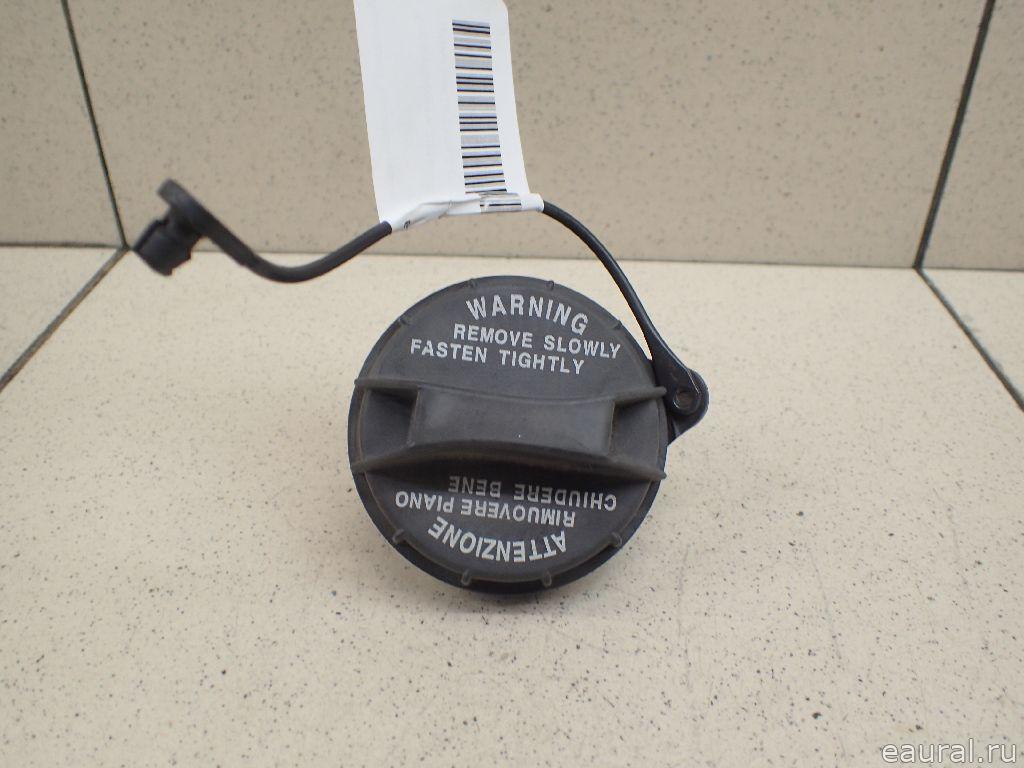 WARNING
REMOVE SLOWLY
FASTEN TIGHTLY
ATTENZIONE
RIMUOVERE PIANO
CHIUDERE BENE
eaural.ru